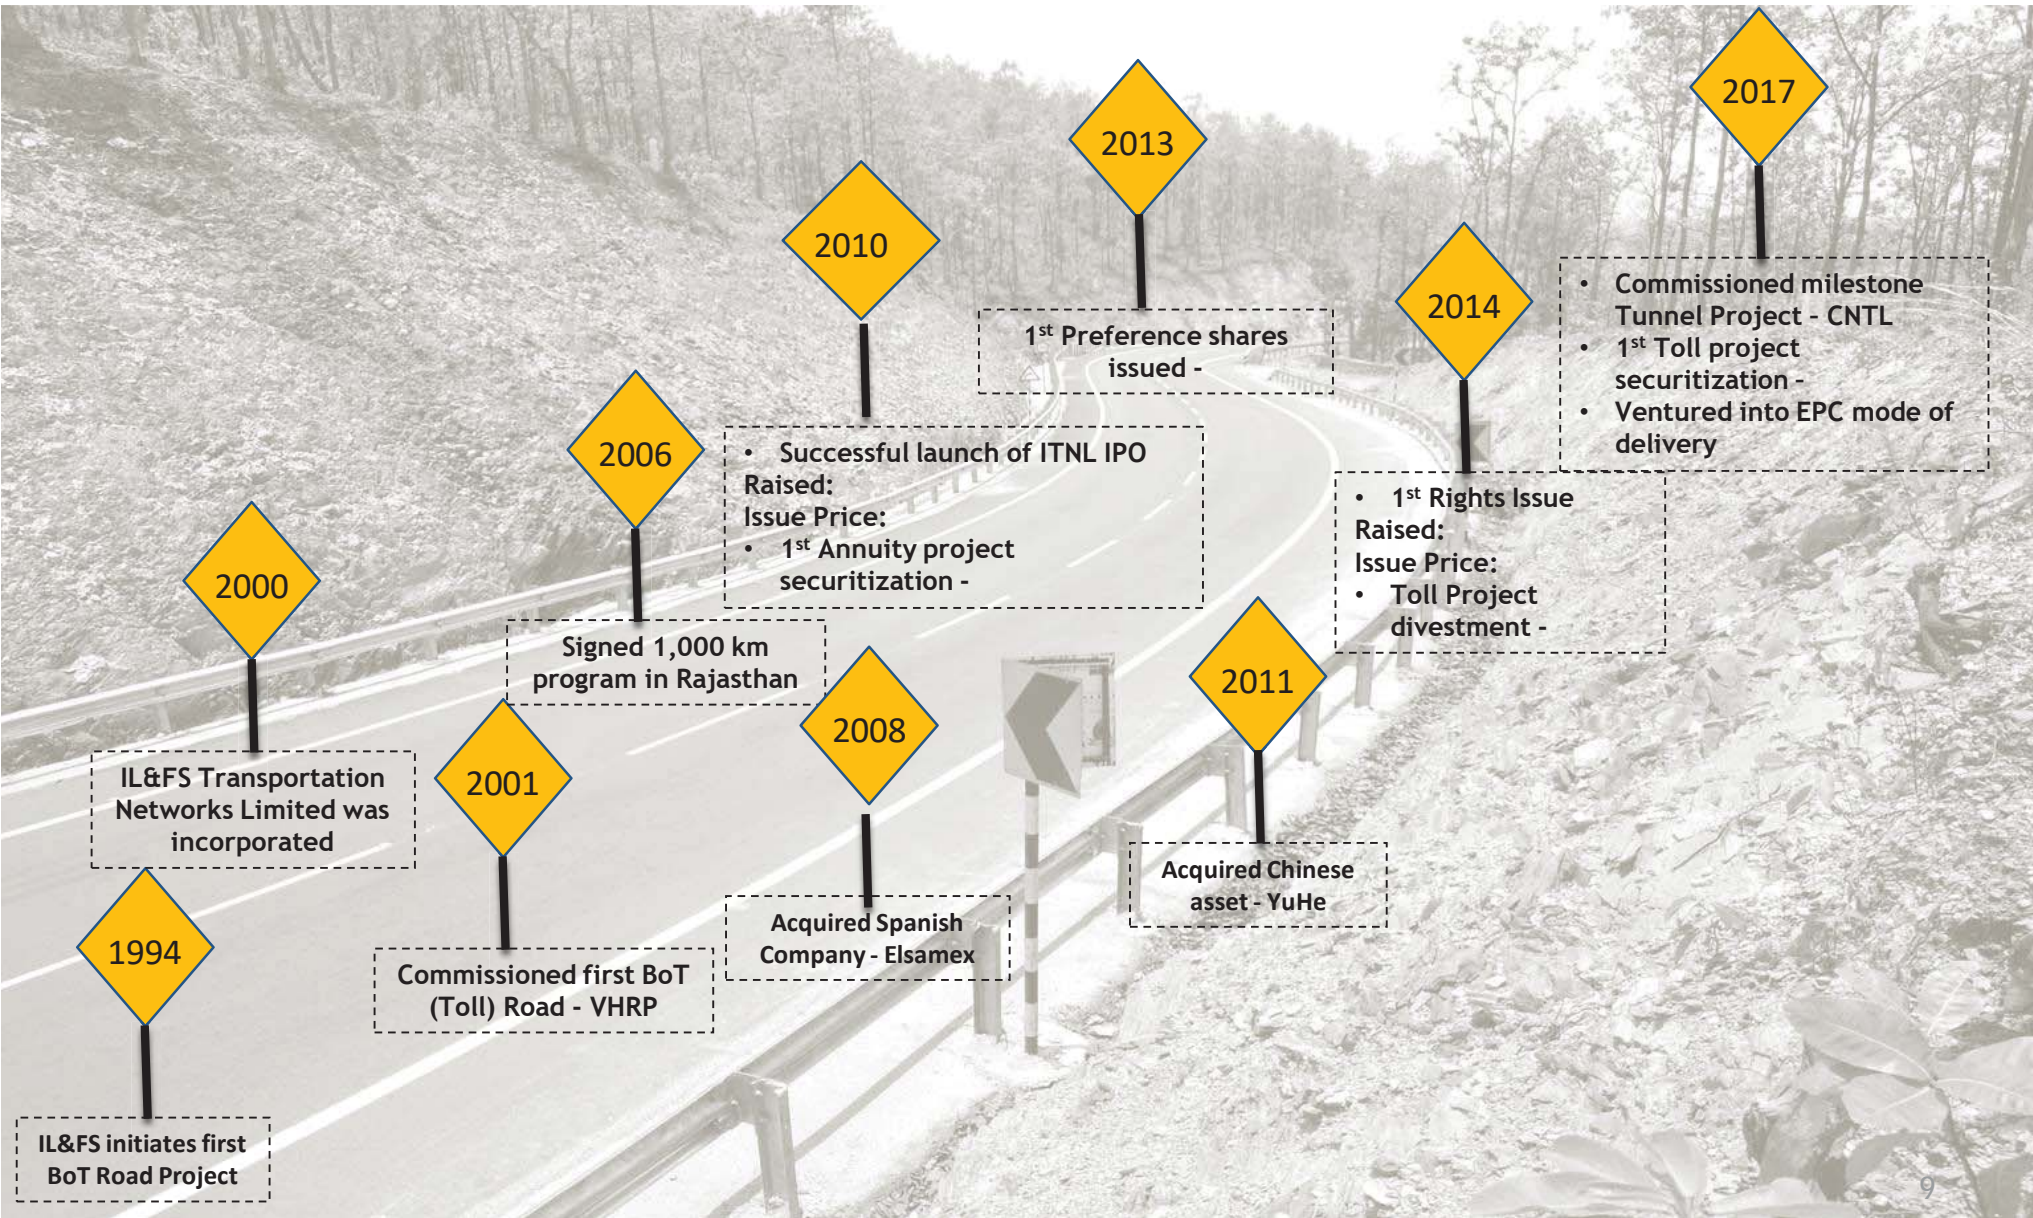 1994
IL&FS initiates first
BoT Road Project
2000
IL&FS Transportation
Networks Limited was
incorporated
2001
Commissioned first BoT
(Toll) Road - VHRP
2006
Signed 1,000 km
program in Rajasthan
2008
Acquired Spanish
Company - Elsamex
2010
• Successful launch of ITNL IPO
Raised:
Issue Price:
• 1st Annuity project
securitization -
2011
Acquired Chinese
asset - YuHe
2013
1st Preference shares
issued -
2014
• 1st Rights Issue
Raised:
Issue Price:
• Toll Project
divestment -
2017
• Commissioned milestone
Tunnel Project - CNTL
• 1st Toll project
securitization -
• Ventured into EPC mode of
delivery
9